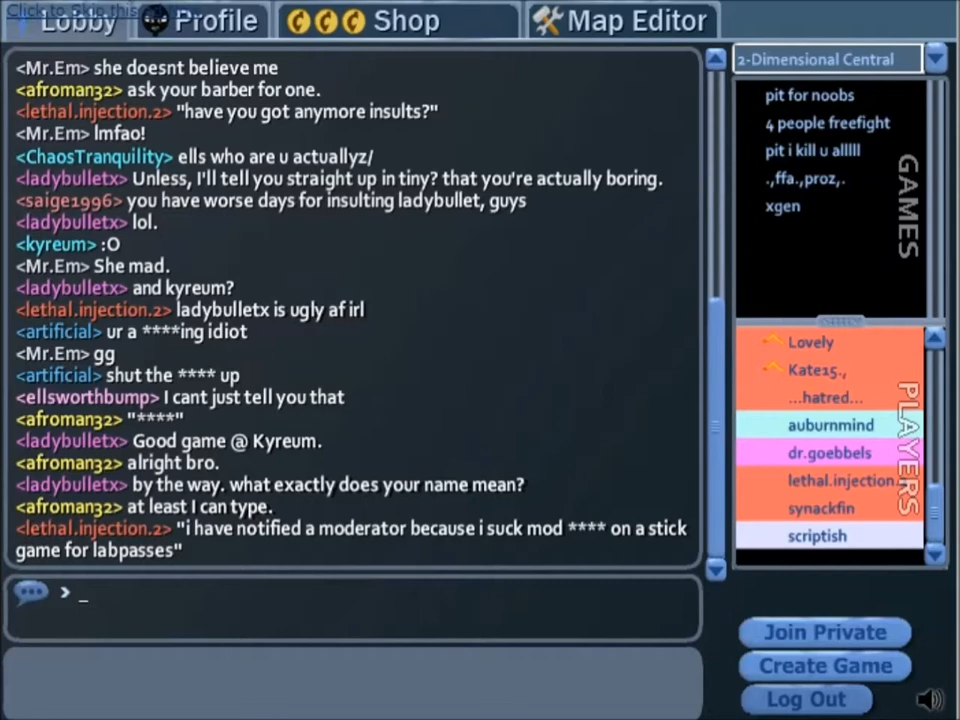 Click to Skip this
Lobby
Profile
Shop
Map Editor
<Mr.Em> she doesnt believe me
<afroman32> ask your barber for one.
<lethal.injection.2> "have you got anymore insults?"
<Mr.Em> lmfao!
<ChaosTranquility> ells who are u actuallyz/
<ladybulletx> Unless, I'll tell you straight up in tiny? that you're actually boring.
<saige1996> you have worse days for insulting ladybullet, guys
<ladybulletx> lol.
<kyreum> :O
<Mr.Em> She mad.
<ladybulletx> and kyreum?
<lethal.injection.2> ladybulletx is ugly af irl
<artificial> ur a ****ing idiot
<Mr.Em> gg
<artificial> shut the **** up
<ellsworthbump> I cant just tell you that
<afroman32> "****"
<ladybulletx> Good game @ Kyreum.
<afroman32> alright bro.
<ladybulletx> by the way. what exactly does your name mean?
<afroman32> at least I can type.
<lethal.injection.2> "i have notified a moderator because i suck mod **** on a stick
game for labpasses"
> _
2-Dimensional Central
pit for noobs
4 people freefight
pit i kill u alllll
.,ffa.,proz,.
xgen
GAMES
Lovely
Kate15.,
...hatred...
auburnmind
dr.goebbels
lethal.injection..
synackfin
scriptish
PLAYERS
Join Private
Create Game
Log Out